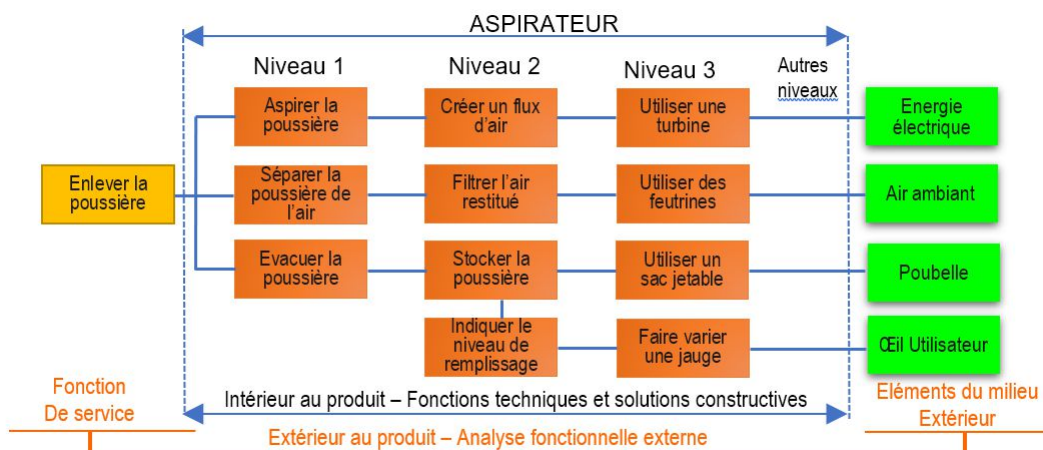 ASPIRATEUR
Niveau 1
Niveau 2
Niveau 3
Autres
niveaux
Aspirer la
poussière
Créer un flux
d'air
Utiliser une
turbine
Energie
électrique
Enlever la
poussière
Séparer la
poussière de
l'air
Filtrer l'air
restitué
Utiliser des
feutrines
Air ambiant
Evacuer la
poussière
Stocker la
poussière
Utiliser un
sac jetable
Poubelle
Indiquer le
niveau de
remplissage
Faire varier
une jauge
Œil Utilisateur
Fonction
De service
Intérieur au produit – Fonctions techniques et solutions constructives
Eléments du milieu
Extérieur
Extérieur au produit – Analyse fonctionnelle externe